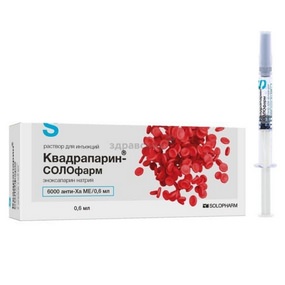 S
раствор для инъекций
Квадрапарин®-
СОЛОфарм
эноксапарин натрия
6000 анти-Ха МЕ/0,6 мл
0,6 мл
SOLOPHARM